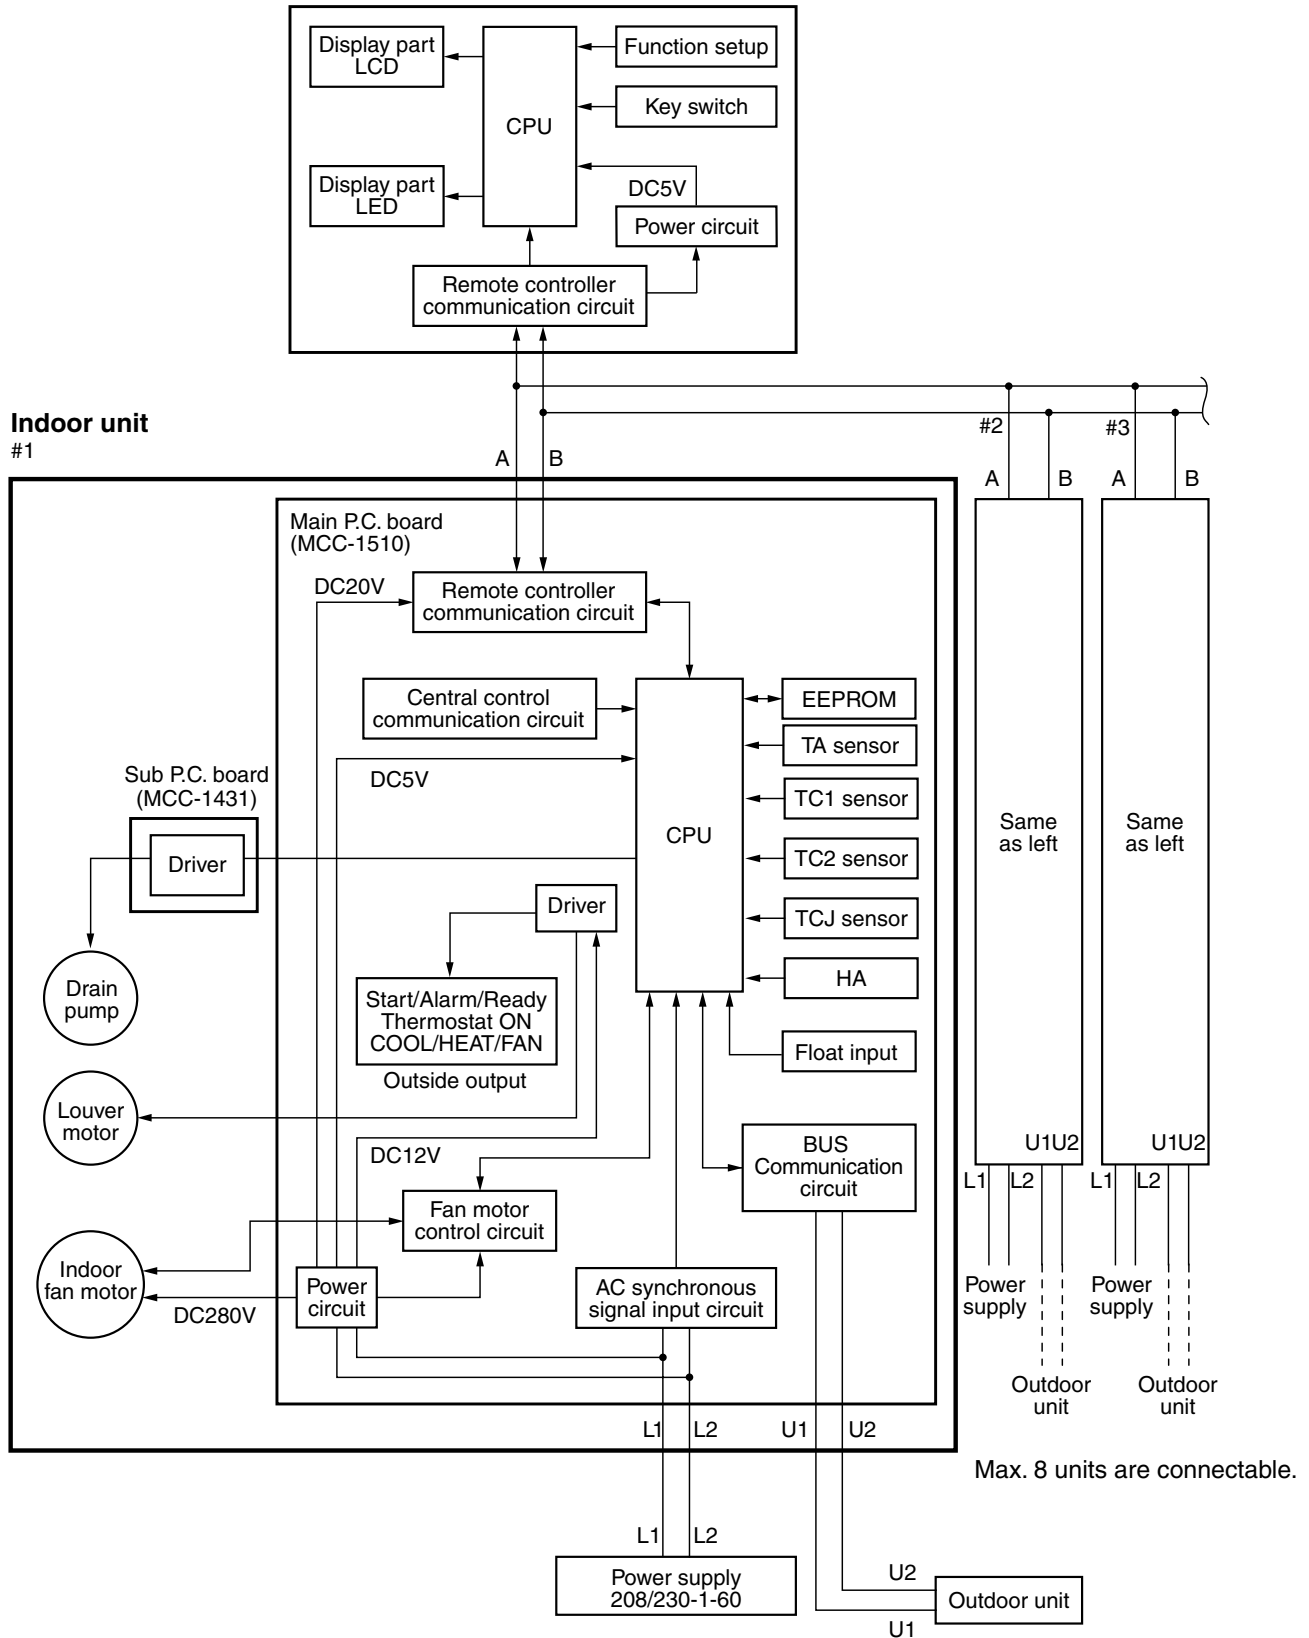 Display part
LCD
CPU
Function setup
Key switch
Display part
LED
DC5V
Power circuit
Remote controller
communication circuit
Indoor unit
#1
A
B
#2
#3
A
B
A
B
Main P.C. board
(MCC-1510)
DC20V
Remote controller
communication circuit
Central control
communication circuit
EEPROM
TA sensor
Sub P.C. board
(MCC-1431)
DC5V
TC1 sensor
CPU
Same
as left
Same
as left
Driver
TC2 sensor
Driver
TCJ sensor
HA
Drain
pump
Start/Alarm/Ready
Thermostat ON
COOL/HEAT/FAN
Outside output
Float input
Louver
motor
DC12V
BUS
Communication
circuit
U1U2
U1U2
L1
L2
L1
L2
Fan motor
control circuit
Indoor
fan motor
Power
circuit
AC synchronous
signal input circuit
DC280V
Power
supply
Power
supply
Outdoor
unit
Outdoor
unit
L1
L2
U1
U2
Max. 8 units are connectable.
L1
L2
Power supply
208/230-1-60
U2
Outdoor unit
U1